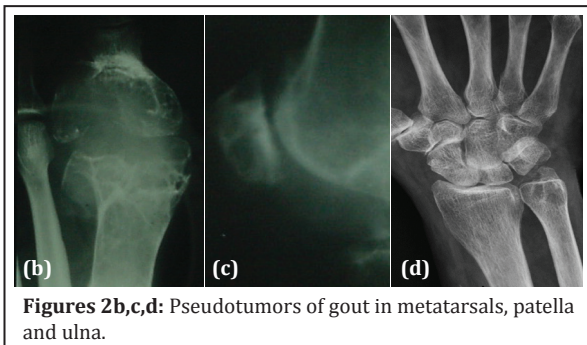 (b)
(c)
(d)
Figures 2b,c,d: Pseudotumors of gout in metatarsals, patella
and ulna.